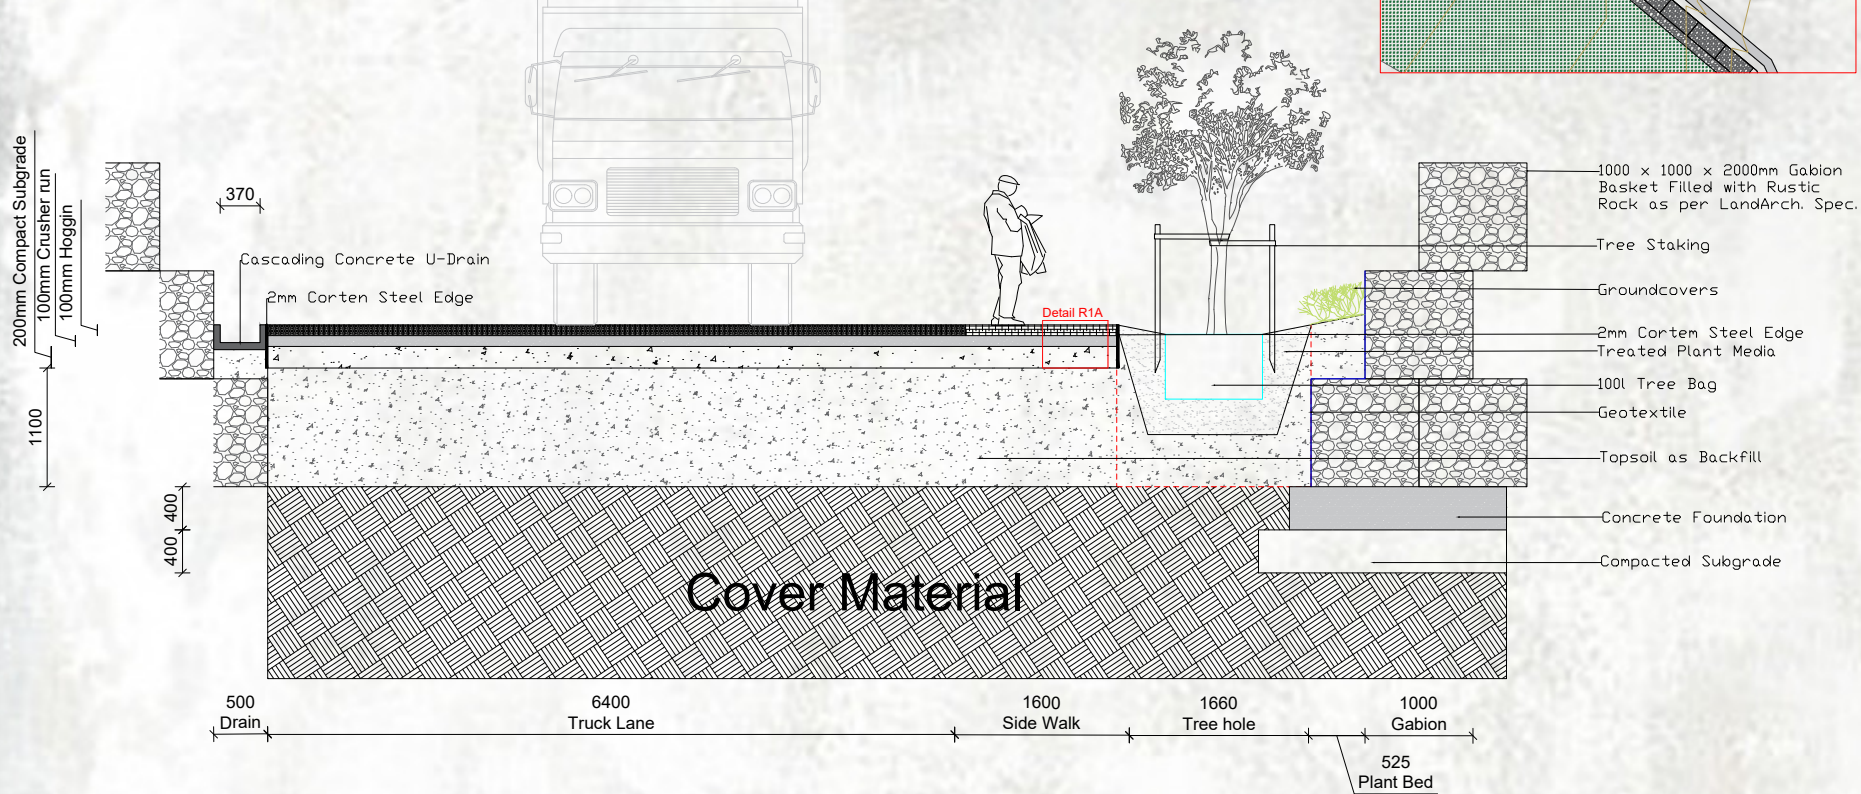 200mm Compact Subgrade
100mm Crusher run
100mm Hoggin
370
Cascading Concrete U-Drain
2mm Corten Steel Edge
Detail R1A
1000 x 1000 x 2000mm Gabion
Basket Filled with Rustic
Rock as per LandArch. Spec.
Tree Staking
Groundcovers
2mm Cortem Steel Edge
Treated Plant Media
100l Tree Bag
Geotextile
Topsoil as Backfill
Concrete Foundation
Compacted Subgrade
1100
400
400
Cover Material
500
Drain
6400
Truck Lane
1600
Side Walk
1660
Tree hole
1000
Gabion
525
Plant Bed